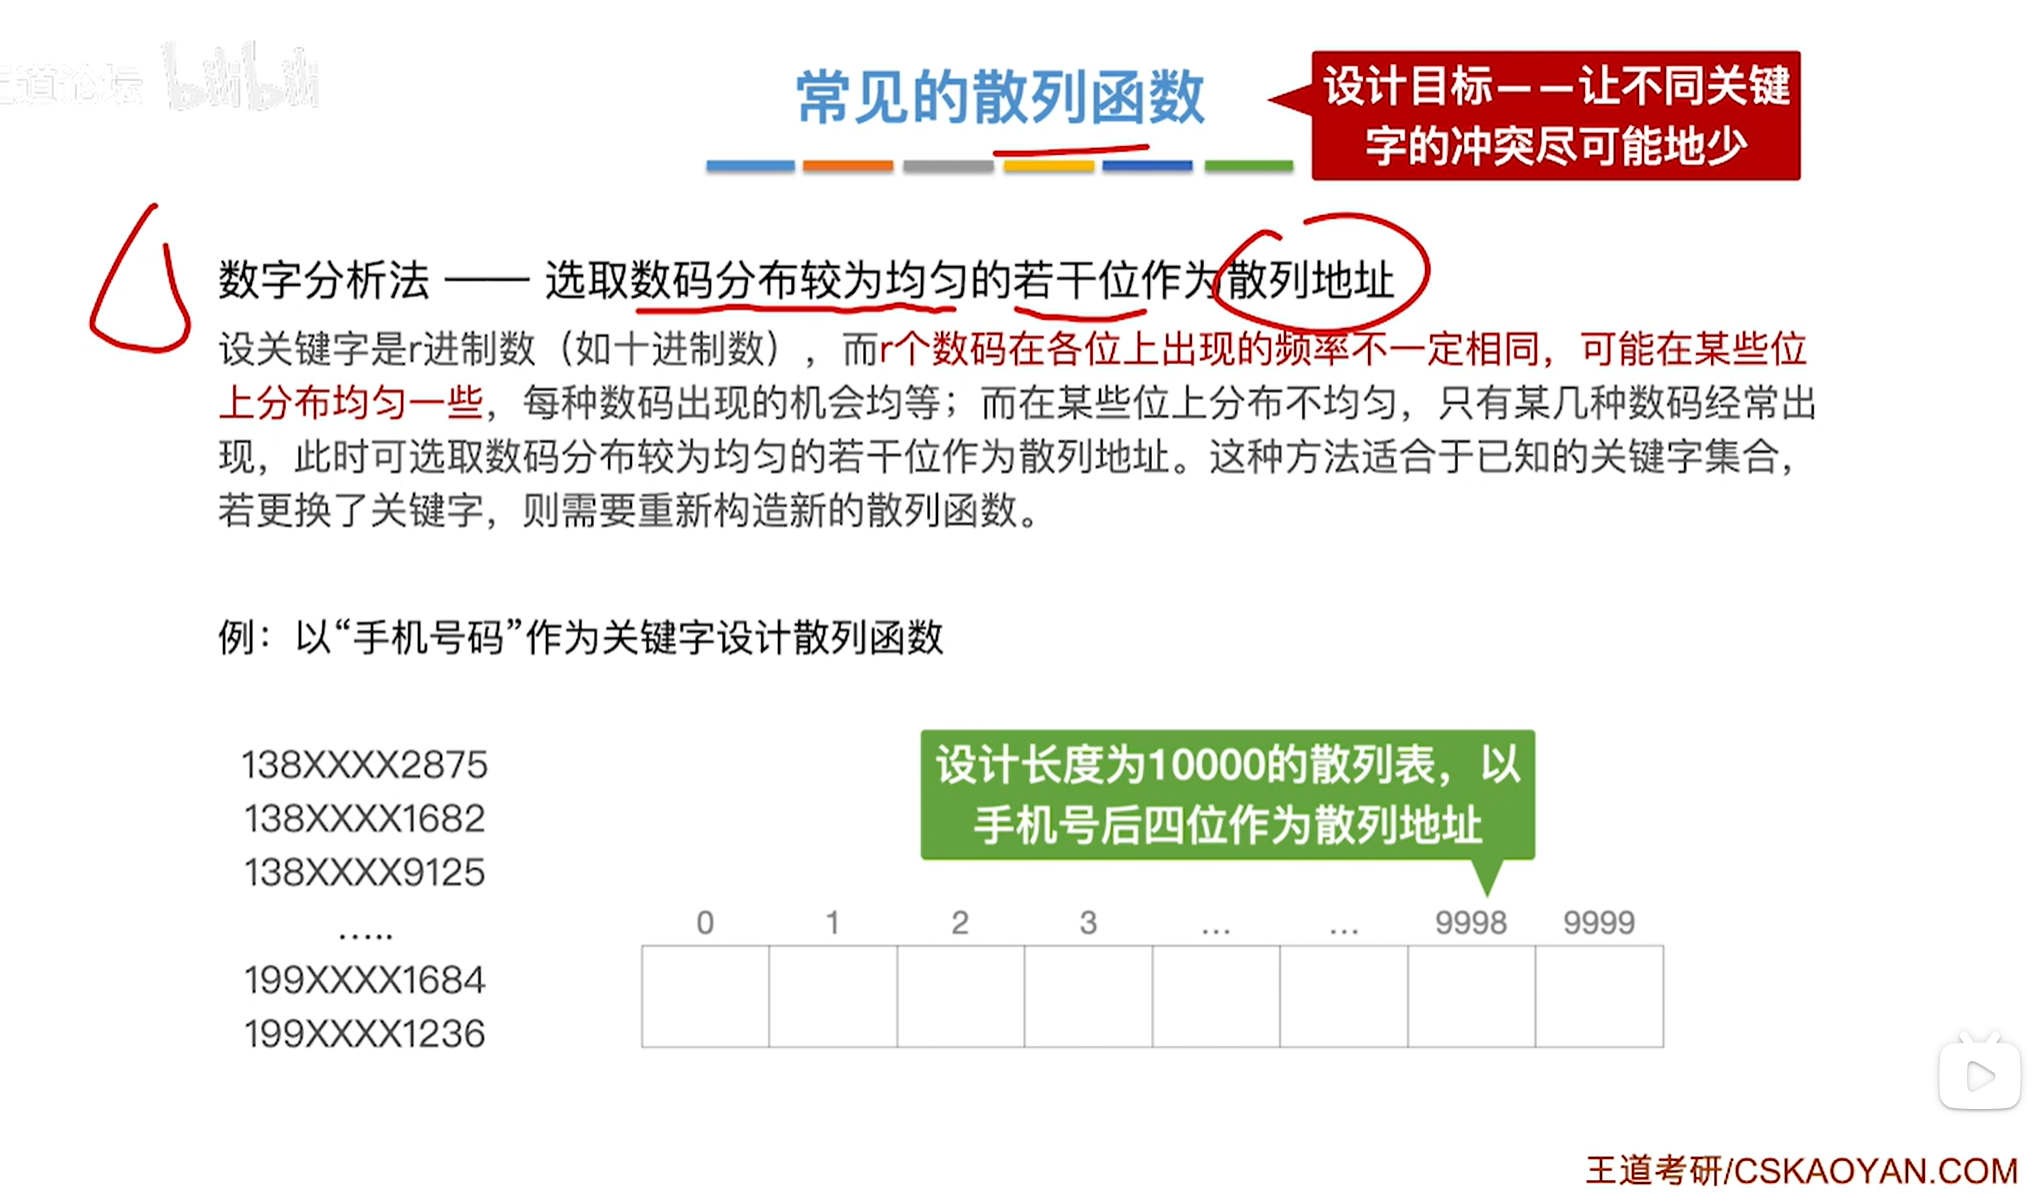 王道论坛 bilibili
常见的散列函数
设计目标——让不同关键
字的冲突尽可能地少
数字分析法 —— 选取数码分布较为均匀的若干位作为散列地址
设关键字是r进制数（如十进制数），而r个数码在各位上出现的频率不一定相同，可能在某些位
上分布均匀一些，每种数码出现的机会均等；而在某些位上分布不均匀，只有某几种数码经常出
现，此时可选取数码分布较为均匀的若干位作为散列地址。这种方法适合于已知的关键字集合，
若更换了关键字，则需要重新构造新的散列函数。
例：以“手机号码”作为关键字设计散列函数
138XXXX2875
138XXXX1682
138XXXX9125
.....
199XXXX1684
199XXXX1236
设计长度为10000的散列表，以
手机号后四位作为散列地址
0 1 2 3 ... ... 9998 9999
王道考研/CSKAOYAN.COM